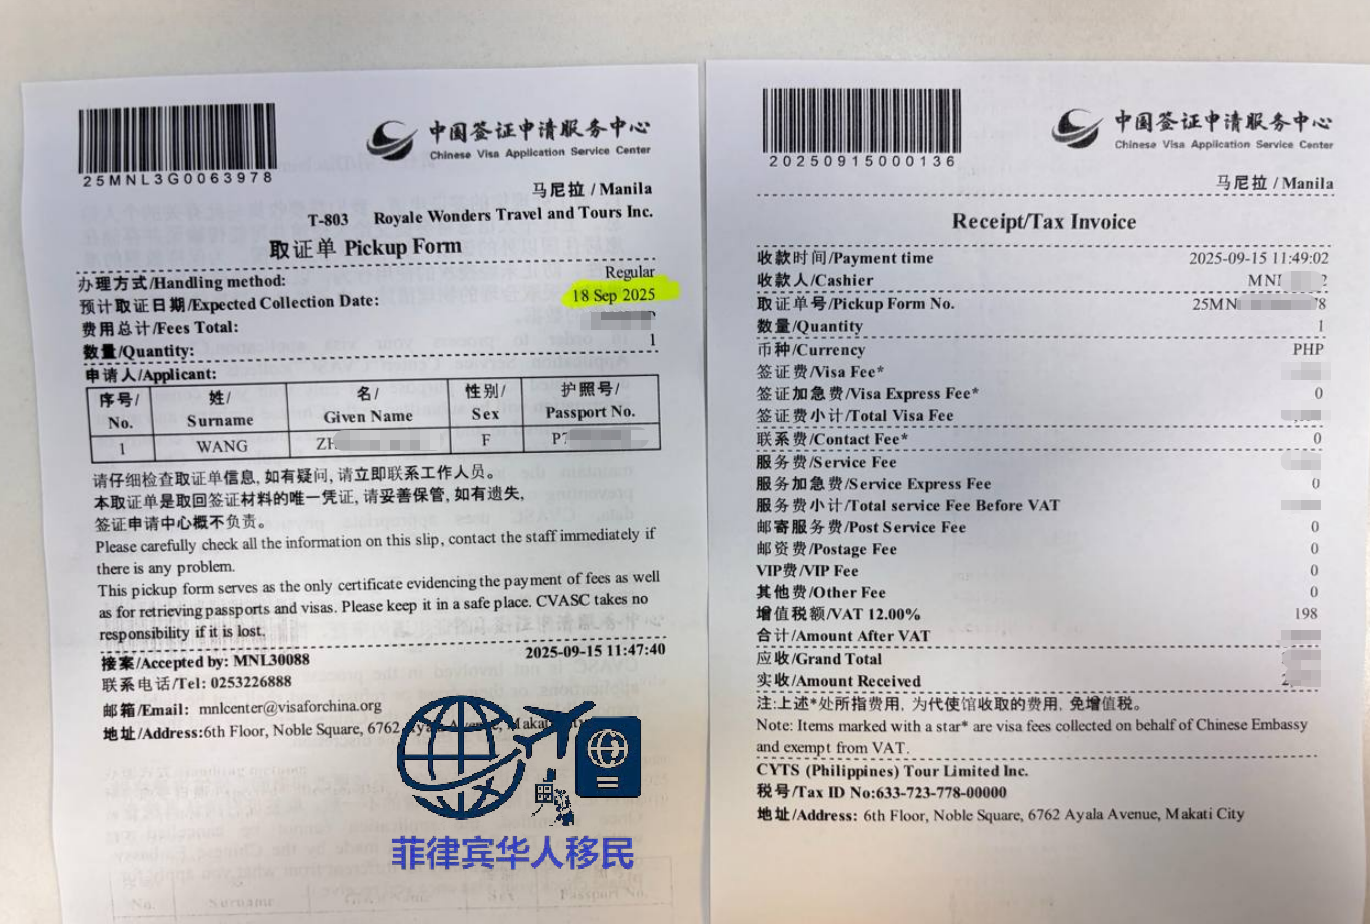 25MNL3G0063978
中国签证申请服务中心
Chinese Visa Application Service Center
马尼拉 / Manila
T-803 Royale Wonders Travel and Tours Inc.
取证单 Pickup Form
办理方式/Handling method: Regular
预计取证日期/Expected Collection Date: 18 Sep 2025
费用总计/Fees Total:
数量/Quantity: 1
申请人/Applicant:
序号/ 姓/ 名/ 性别/ 护照号/
No. Surname Given Name Sex Passport No.
1 WANG ZH F P7
请仔细检查取证单信息, 如有疑问, 请立即联系工作人员。
本取证单是取回签证材料的唯一凭证, 请妥善保管, 如有遗失,
签证申请中心概不负责。
Please carefully check all the information on this slip, contact the staff immediately if
there is any problem.
This pickup form serves as the only certificate evidencing the payment of fees as well
as for retrieving passports and visas. Please keep it in a safe place. CVASC takes no
responsibility if it is lost.
接案/Accepted by: MNL30088 2025-09-15 11:47:40
联系电话/Tel: 0253226888
邮箱/Email: mnlcenter@visaforchina.org
地址/Address:6th Floor, Noble Square, 6762
菲律宾华人移民
20250915000136
中国签证申请服务中心
Chinese Visa Application Service Center
马尼拉 / Manila
Receipt/Tax Invoice
收款时间/Payment time 2025-09-15 11:49:02
收款人/Cashier MNL 2
取证单号/Pickup Form No. 25MN 78
数量/Quantity 1
币种/Currency PHP
签证费/Visa Fee*
签证加急费/Visa Express Fee* 0
签证费小计/Total Visa Fee
联系费/Contact Fee* 0
服务费/Service Fee
服务加急费/Service Express Fee 0
服务费小计/Total service Fee Before VAT
邮寄服务费/Post Service Fee 0
邮资费/Postage Fee 0
VIP费/VIP Fee 0
其他费/Other Fee 0
增值税额/VAT 12.00% 198
合计/Amount After VAT
应收/Grand Total
实收/Amount Received 2,
注:上述*处所指费用, 为代使馆收取的费用, 免增值税。
Note: Items marked with a star* are visa fees collected on behalf of Chinese Embassy
and exempt from VAT.
CYTS (Philippines) Tour Limited Inc.
税号/Tax ID No:633-723-778-00000
地址/Address: 6th Floor, Noble Square, 6762 Ayala Avenue, Makati City